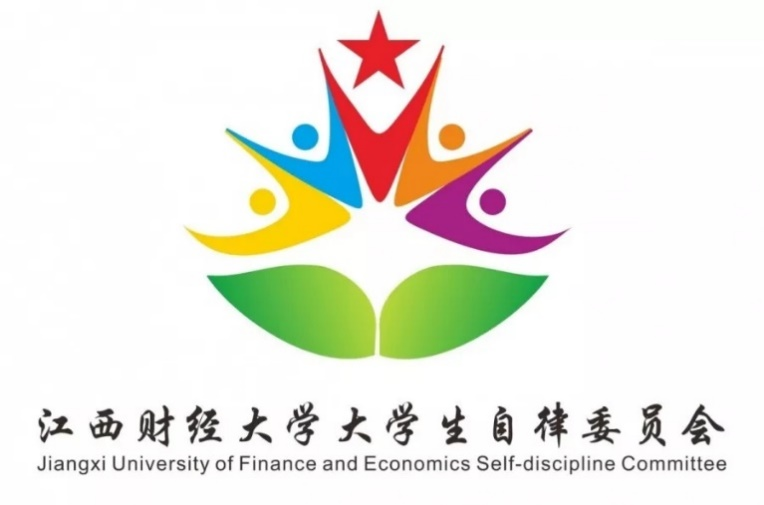 江西财经大学大学生自律委员会
Jiangxi University of Finance and Economics Self-discipline Committee